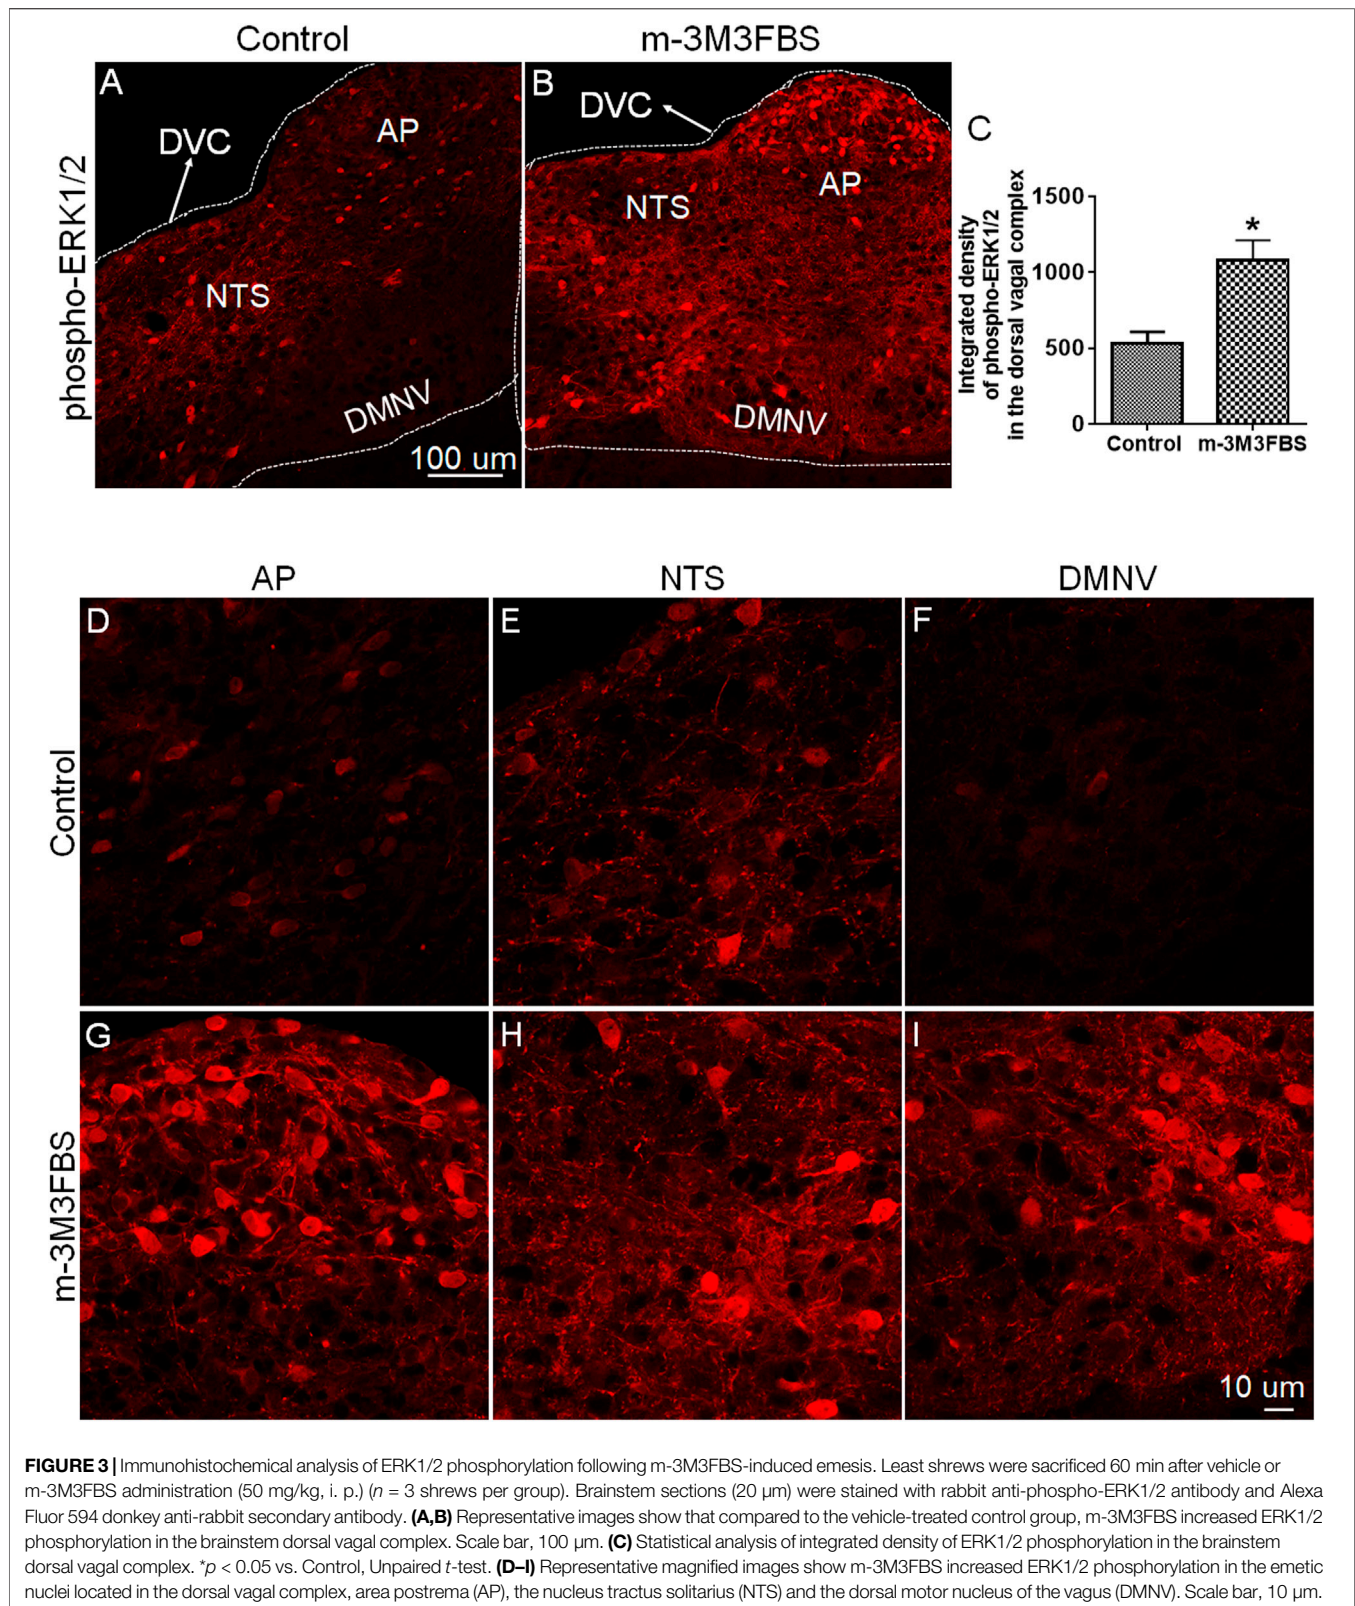 Control
m-3M3FBS
phospho-ERK1/2
A
DVC
AP
NTS
DMNV
100 um
B
DVC
AP
NTS
DMNV
C
Integrated density
of phospho-ERK1/2
in the dorsal vagal complex
1500
1000
500
0
*
Control
m-3M3FBS
AP
NTS
DMNV
Control
D
E
F
m-3M3FBS
G
H
I
10 um
FIGURE 3 | Immunohistochemical analysis of ERK1/2 phosphorylation following m-3M3FBS-induced emesis. Least shrews were sacrificed 60 min after vehicle or
m-3M3FBS administration (50 mg/kg, i. p.) (n = 3 shrews per group). Brainstem sections (20 μm) were stained with rabbit anti-phospho-ERK1/2 antibody and Alexa
Fluor 594 donkey anti-rabbit secondary antibody. (A,B) Representative images show that compared to the vehicle-treated control group, m-3M3FBS increased ERK1/2
phosphorylation in the brainstem dorsal vagal complex. Scale bar, 100 μm. (C) Statistical analysis of integrated density of ERK1/2 phosphorylation in the brainstem
dorsal vagal complex. *p < 0.05 vs. Control, Unpaired t-test. (D–I) Representative magnified images show m-3M3FBS increased ERK1/2 phosphorylation in the emetic
nuclei located in the dorsal vagal complex, area postrema (AP), the nucleus tractus solitarius (NTS) and the dorsal motor nucleus of the vagus (DMNV). Scale bar, 10 μm.